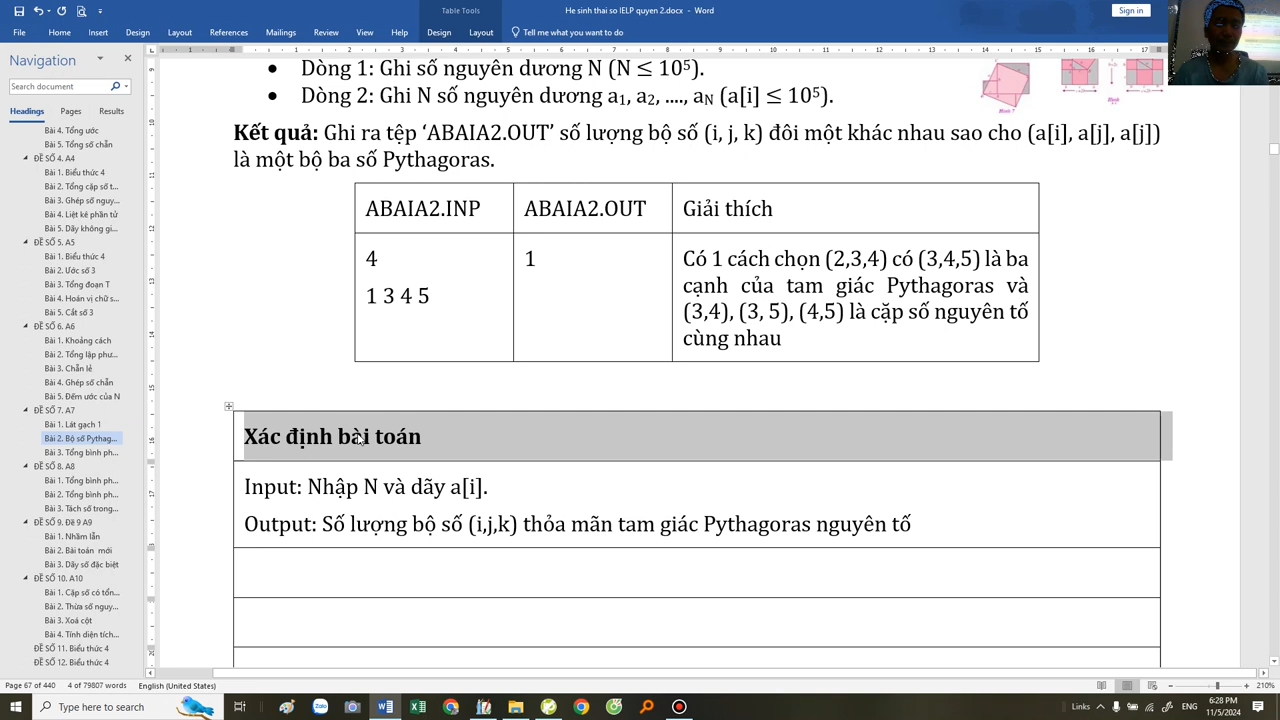 Table Tools
He sinh thai so IELP quyen 2.docx - Word
Sign in
File Home Insert Design Layout References Mailings Review View Help Design Layout Tell me what you want to do
Navigation
Search document
Headings Pages Results
Bài 4. Tổng ước
Bài 5. Tổng số chẵn
ĐỀ SỐ 4. A4
Bài 1. Biểu thức 4
Bài 2. Tổng cặp số t...
Bài 3. Ghép số nguy...
Bài 4. Liệt kê phần tử
Bài 5. Dãy không gi...
ĐỀ SỐ 5. A5
Bài 1. Biểu thức 4
Bài 2. Ước số 3
Bài 3. Tổng đoạn T
Bài 4. Hoán vị chữ s...
Bài 5. Cắt số 3
ĐỀ SỐ 6. A6
Bài 1. Khoảng cách
Bài 2. Tổng lập phư...
Bài 3. Chẵn lẻ
Bài 4. Ghép số chẵn
Bài 5. Đếm ước của N
ĐỀ SỐ 7. A7
Bài 1. Lát gạch 1
Bài 2. Bộ số Pythag...
Bài 3. Tổng bình ph...
ĐỀ SỐ 8. A8
Bài 1. Tổng bình ph...
Bài 2. Tổng bình ph...
Bài 3. Tách số trong...
ĐỀ SỐ 9. Đề 9 A9
Bài 1. Nhầm lẫn
Bài 2. Bài toán mới
Bài 3. Dãy số đặc biệt
ĐỀ SỐ 10. A10
Bài 1. Cặp số có tổn...
Bài 2. Thừa số nguy...
Bài 3. Xoá cột
Bài 4. Tính diện tích...
ĐỀ SỐ 11. Biểu thức 4
ĐỀ SỐ 12. Biểu thức 4
• Dòng 1: Ghi số nguyên dương N (N ≤ 10⁵).
• Dòng 2: Ghi N số nguyên dương a₁, a₂, ...., aN (a[i] ≤ 10⁵).
Kết quả: Ghi ra tệp ‘ABAIA2.OUT’ số lượng bộ số (i, j, k) đôi một khác nhau sao cho (a[i], a[j], a[j])
là một bộ ba số Pythagoras.
ABAIA2.INP ABAIA2.OUT Giải thích
4 1 Có 1 cách chọn (2,3,4) có (3,4,5) là ba
1 3 4 5 cạnh của tam giác Pythagoras và
(3,4), (3, 5), (4,5) là cặp số nguyên tố
cùng nhau
Xác định bài toán
Input: Nhập N và dãy a[i].
Output: Số lượng bộ số (i,j,k) thỏa mãn tam giác Pythagoras nguyên tố
Page 67 of 440 4 of 79807 words English (United States) 210%
Type here to search
Links
6:28 PM
11/5/2024